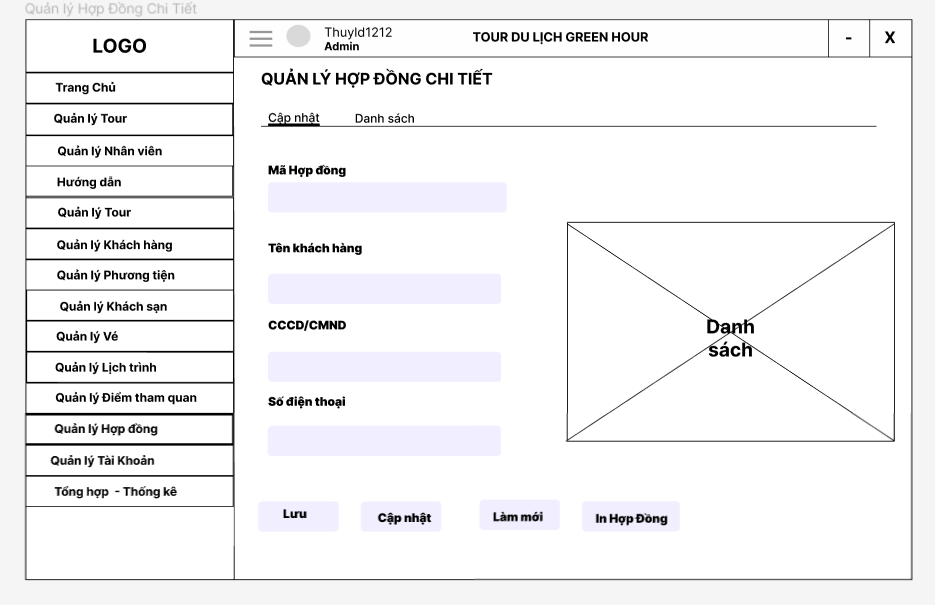 Quản lý Hợp Đồng Chi Tiết
LOGO
Thuyld1212
Admin
TOUR DU LỊCH GREEN HOUR
-
X
Trang Chủ
Quản lý Tour
Quản lý Nhân viên
Hướng dẫn
Quản lý Tour
Quản lý Khách hàng
Quản lý Phương tiện
Quản lý Khách sạn
Quản lý Vé
Quản lý Lịch trình
Quản lý Điểm tham quan
Quản lý Hợp đồng
Quản lý Tài Khoản
Tổng hợp - Thống kê
QUẢN LÝ HỢP ĐỒNG CHI TIẾT
Cập nhật
Danh sách
Mã Hợp đồng
Tên khách hàng
CCCD/CMND
Số điện thoại
Danh
sách
Lưu
Cập nhật
Làm mới
In Hợp Đồng